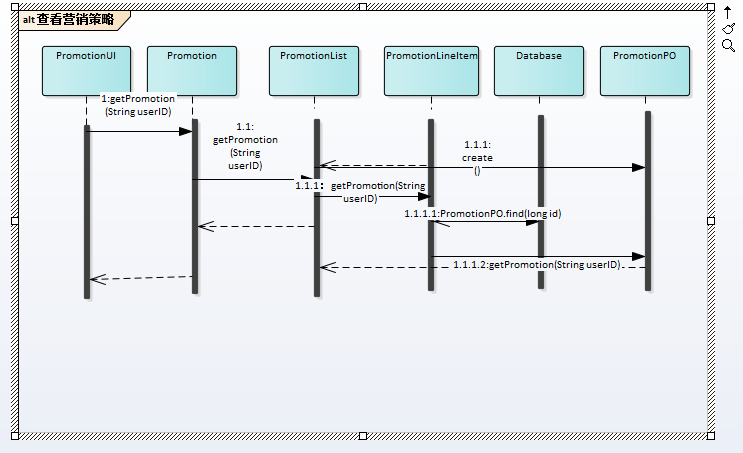 alt 查看营销策略
PromotionUI
Promotion
PromotionList
PromotionLineItem
Database
PromotionPO
1:getPromotion
(String userID)
1.1:
getPromotion
(String
userID)
1.1.1:
create
()
1.1.1: getPromotion(String
userID)
1.1.1.1:PromotionPO.find(long id)
1.1.1.2:getPromotion(String userID)